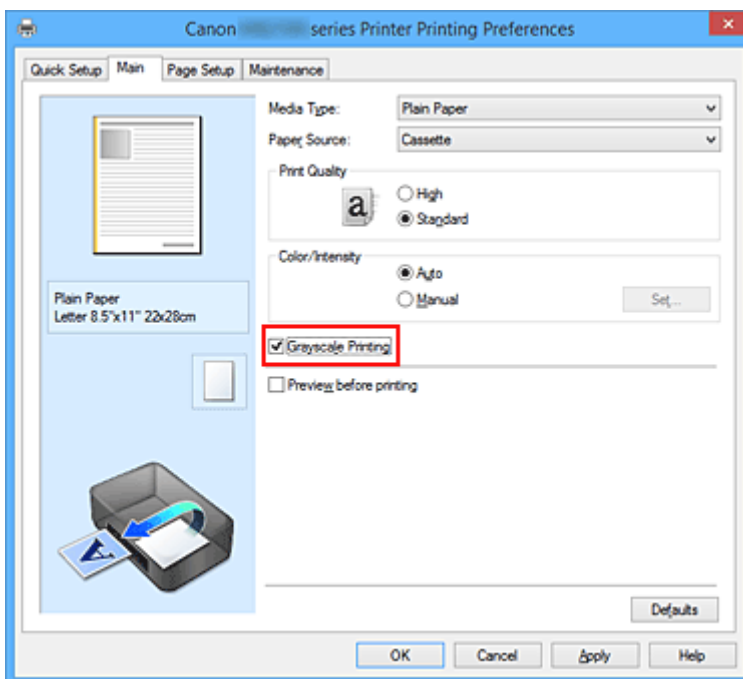 Canon series Printer Printing Preferences
Quick Setup Main Page Setup Maintenance
Media Type: Plain Paper
Paper Source: Cassette
Print Quality
a
High
Standard
Color/Intensity
Auto
Manual Set...
Plain Paper
Letter 8.5"x11" 22x28cm
Grayscale Printing
Preview before printing
A
Defaults
OK Cancel Apply Help